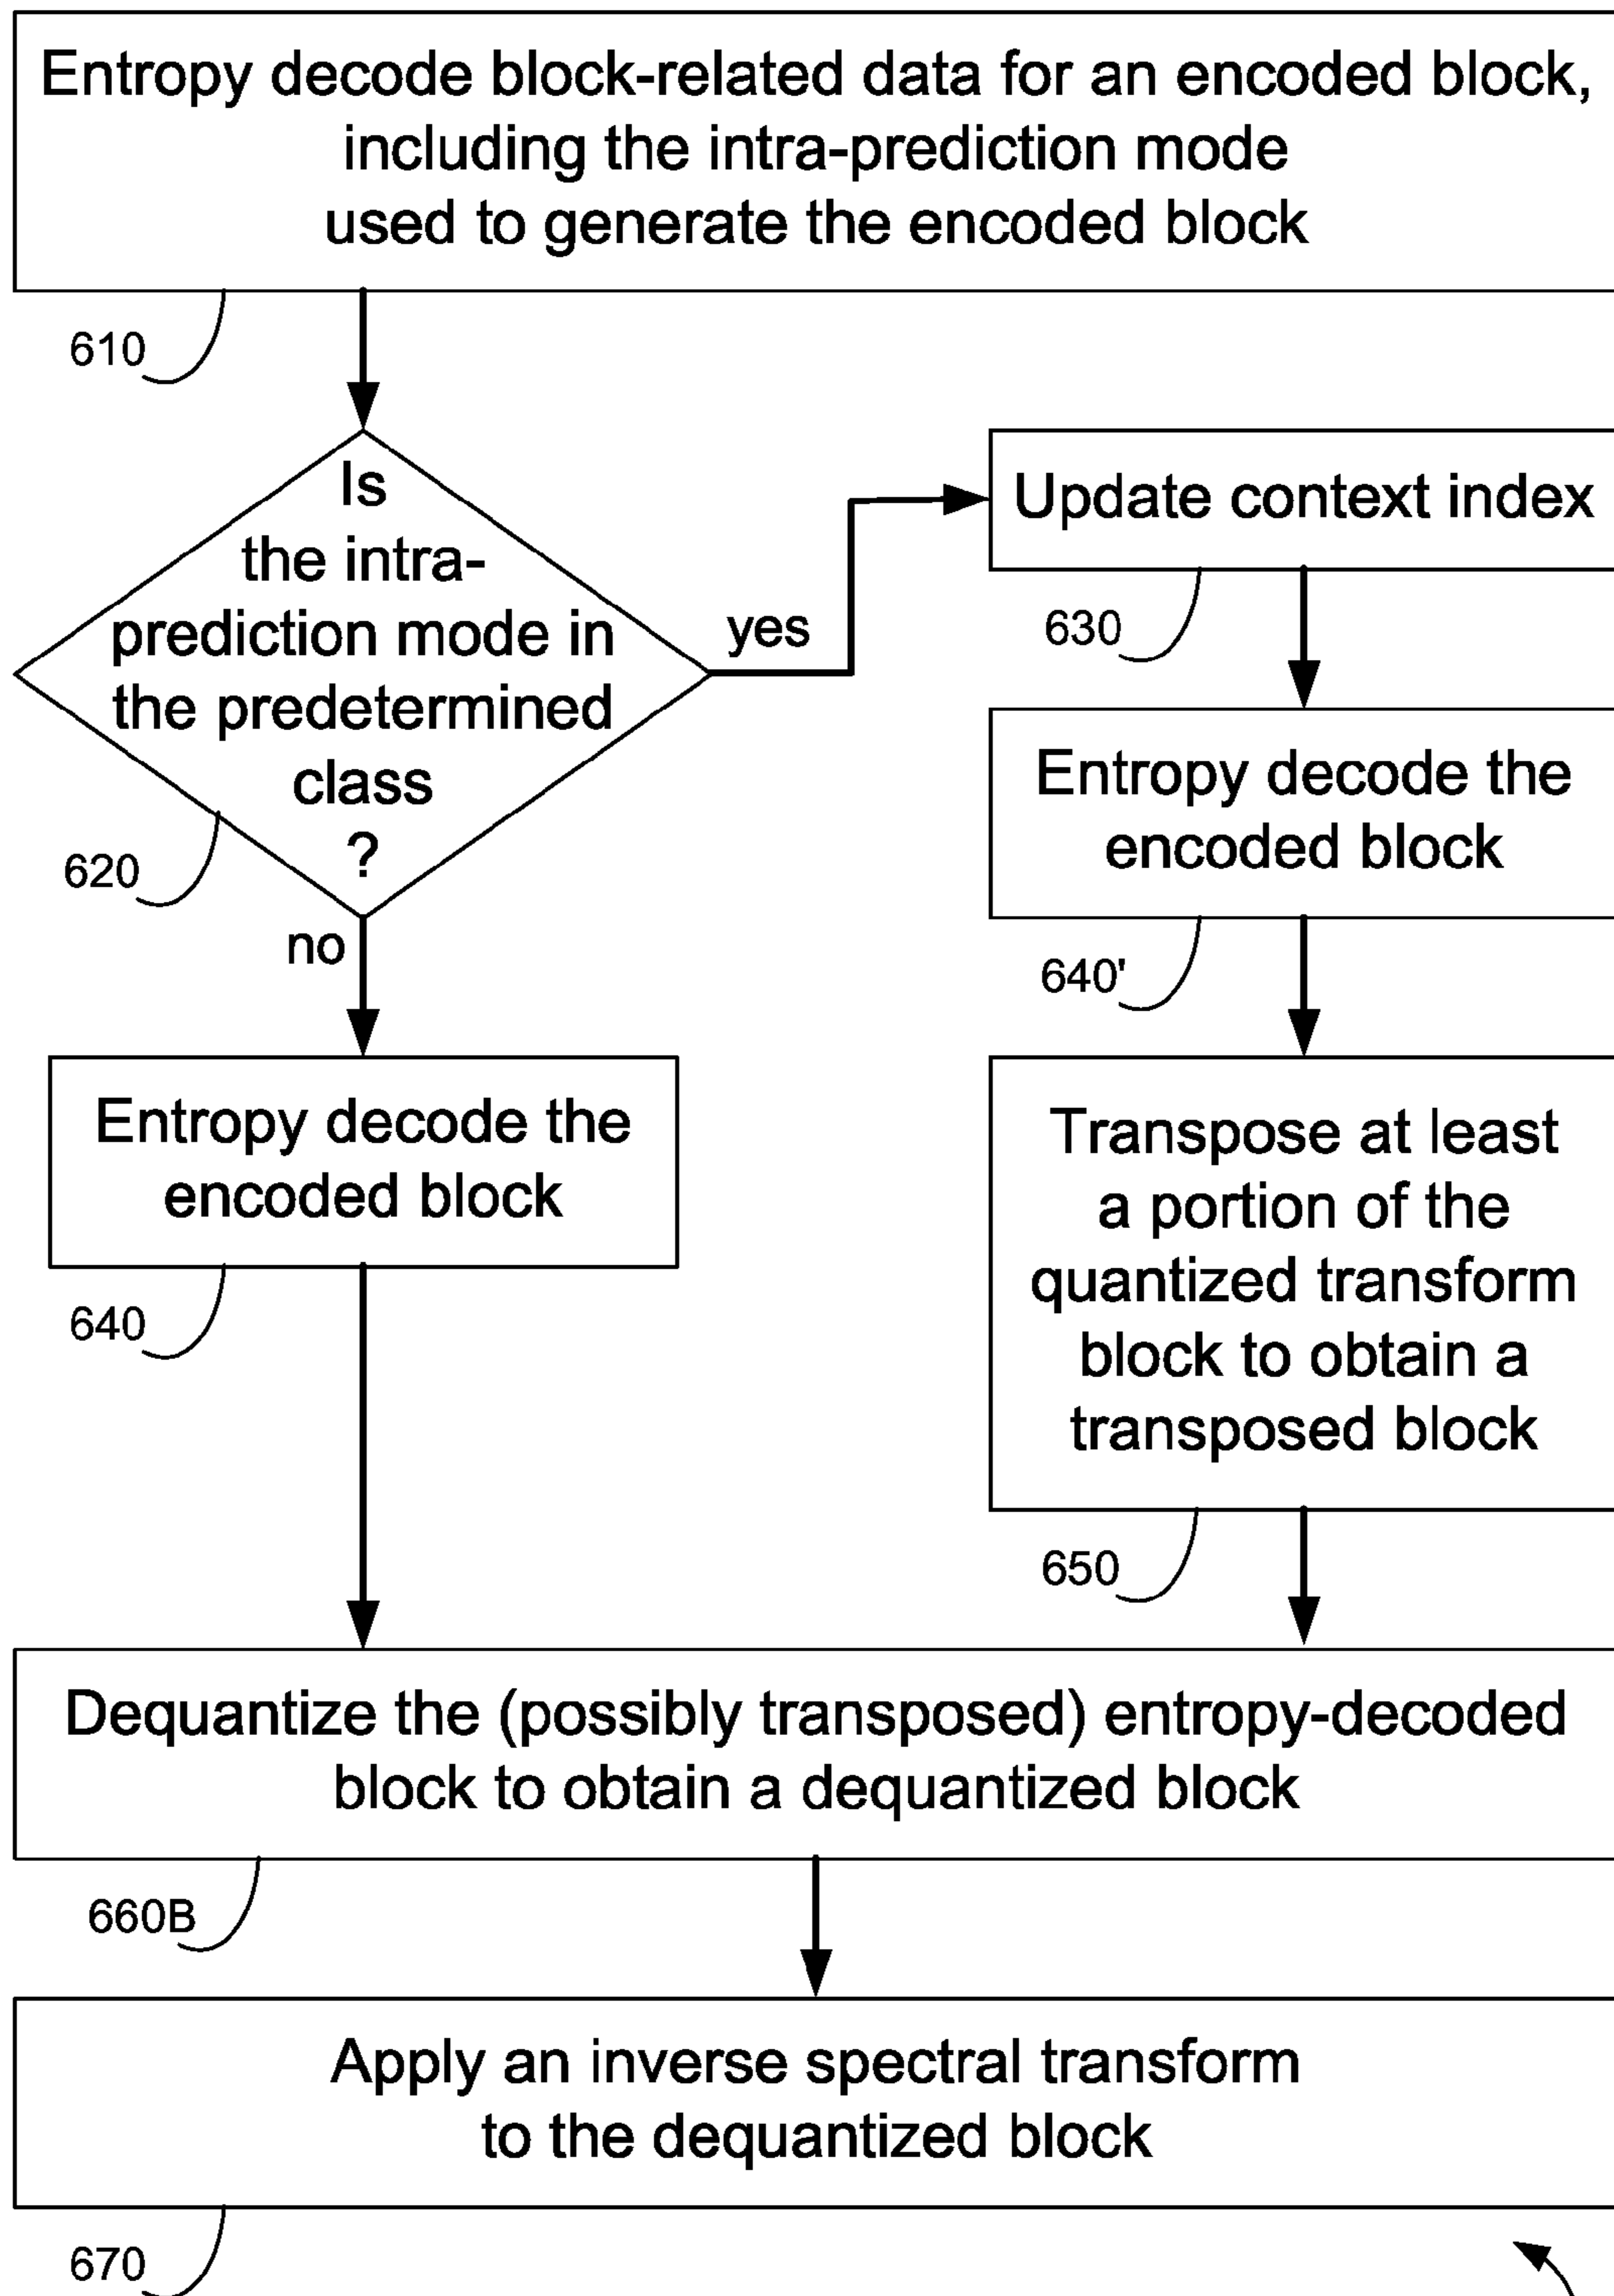 Entropy decode block-related data for an encoded block,
including the intra-prediction mode
used to generate the encoded block
610
Is
the intra-
prediction mode in
the predetermined
class
?
620
yes
no
Update context index
630
Entropy decode the
encoded block
640'
Entropy decode the
encoded block
640
Transpose at least
a portion of the
quantized transform
block to obtain a
transposed block
650
Dequantize the (possibly transposed) entropy-decoded
block to obtain a dequantized block
660B
Apply an inverse spectral transform
to the dequantized block
670